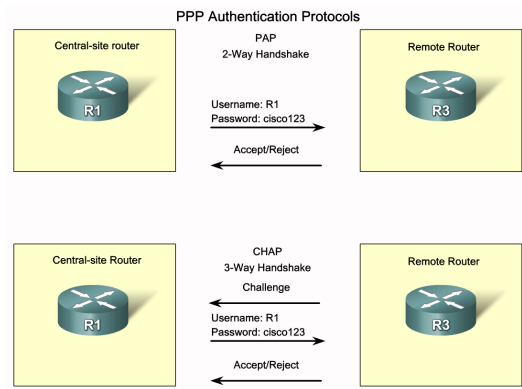 PPP Authentication Protocols
Central-site router
PAP
2-Way Handshake
Remote Router
R1
Username: R1
Password: cisco123
R3
Accept/Reject
Central-site Router
CHAP
3-Way Handshake
Remote Router
Challenge
R1
Username: R1
Password: cisco123
R3
Accept/Reject